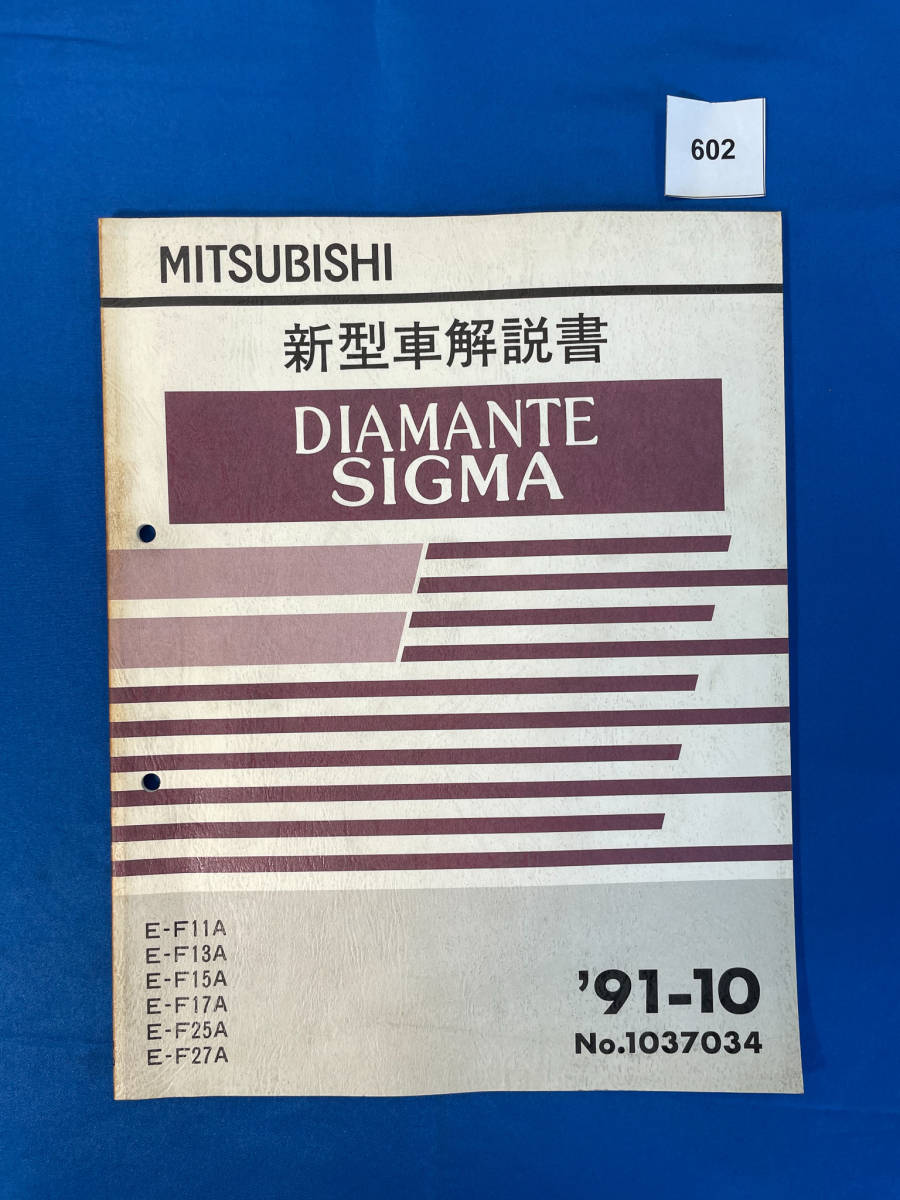 602
MITSUBISHI
新型車解説書
DIAMANTE
SIGMA
E-F11A
E-F13A
E-F15A
E-F17A
E-F25A
E-F27A
'91-10
No.1037034